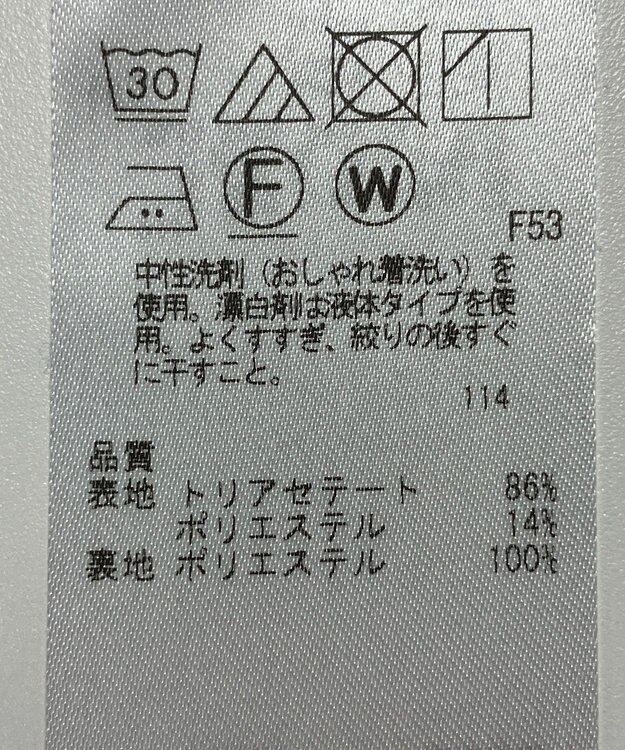 30
F W
F53
中性洗剤（おしゃれ着洗い）を
使用。漂白剤は液体タイプを使
用。よくすすぎ、絞りの後すぐ
に干すこと。
114
品質
表地 トリアセテート 86%
ポリエステル 14%
裏地 ポリエステル 100%